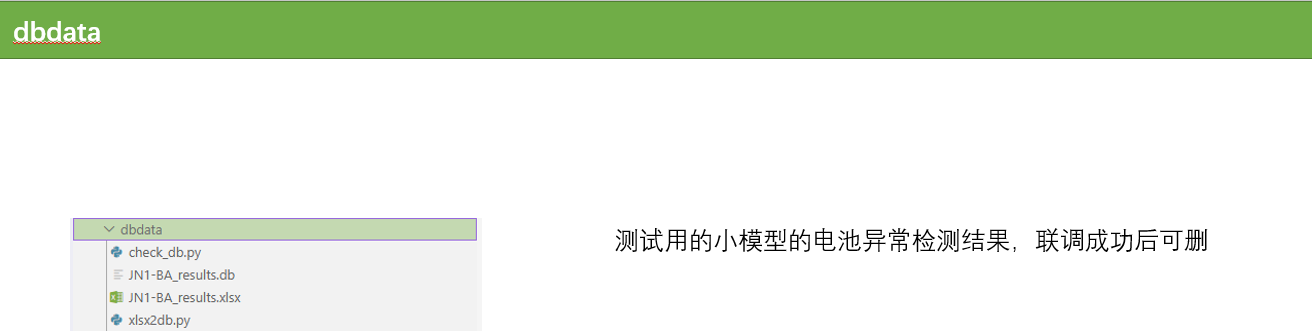 dbdata
dbdata
check_db.py
JN1-BA_results.db
JN1-BA_results.xlsx
xlsx2db.py
测试用的小模型的电池异常检测结果，联调成功后可删